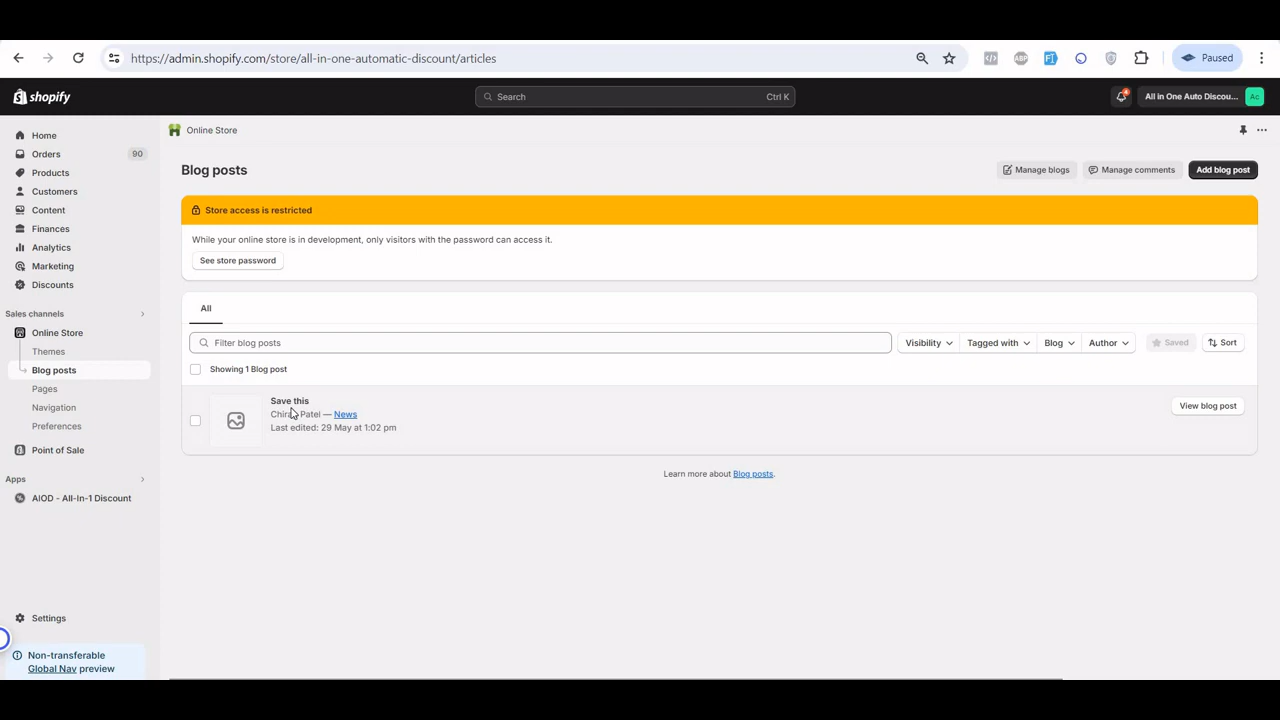 https://admin.shopify.com/store/all-in-one-automatic-discount/articles
Paused
shopify
Search
Ctrl K
4
All in One Auto Discou...
Ac
Home
Orders
90
Products
Customers
Content
Finances
Analytics
Marketing
Discounts
Sales channels
Online Store
Themes
Blog posts
Pages
Navigation
Preferences
Point of Sale
Apps
AIOD - All-In-1 Discount
Settings
Non-transferable
Global Nav preview
Online Store
Blog posts
Manage blogs
Manage comments
Add blog post
Store access is restricted
While your online store is in development, only visitors with the password can access it.
See store password
All
Filter blog posts
Visibility
Tagged with
Blog
Author
Saved
Sort
Showing 1 Blog post
Save this
Patel — News
Last edited: 29 May at 1:02 pm
View blog post
Learn more about Blog posts.